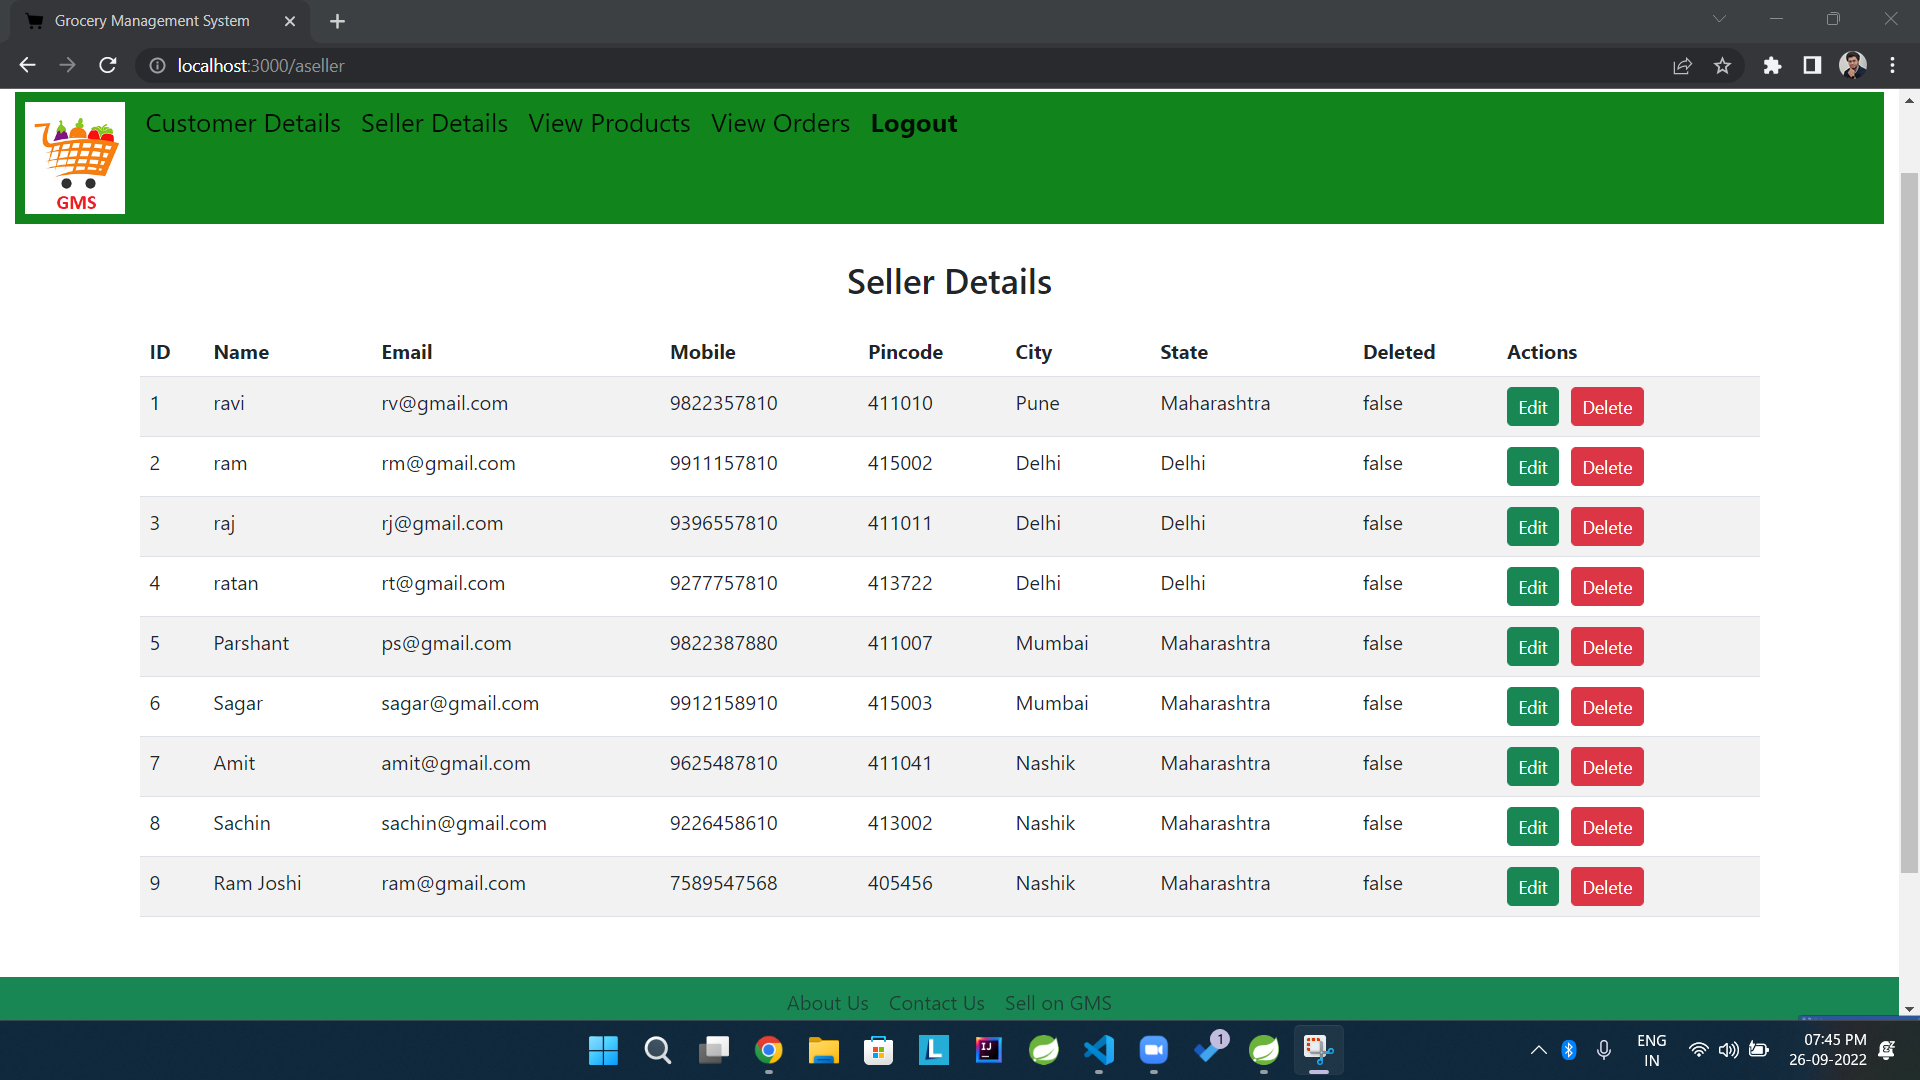 Grocery Management System
localhost:3000/aseller
Customer Details Seller Details View Products View Orders Logout
GMS
Seller Details
ID Name Email Mobile Pincode City State Deleted Actions
1 ravi rv@gmail.com 9822357810 411010 Pune Maharashtra false Edit Delete
2 ram rm@gmail.com 9911157810 415002 Delhi Delhi false Edit Delete
3 raj rj@gmail.com 9396557810 411011 Delhi Delhi false Edit Delete
4 ratan rt@gmail.com 9277757810 413722 Delhi Delhi false Edit Delete
5 Parshant ps@gmail.com 9822387880 411007 Mumbai Maharashtra false Edit Delete
6 Sagar sagar@gmail.com 9912158910 415003 Mumbai Maharashtra false Edit Delete
7 Amit amit@gmail.com 9625487810 411041 Nashik Maharashtra false Edit Delete
8 Sachin sachin@gmail.com 9226458610 413002 Nashik Maharashtra false Edit Delete
9 Ram Joshi ram@gmail.com 7589547568 405456 Nashik Maharashtra false Edit Delete
About Us Contact Us Sell on GMS
L IJ 1
ENG
IN
07:45 PM
26-09-2022